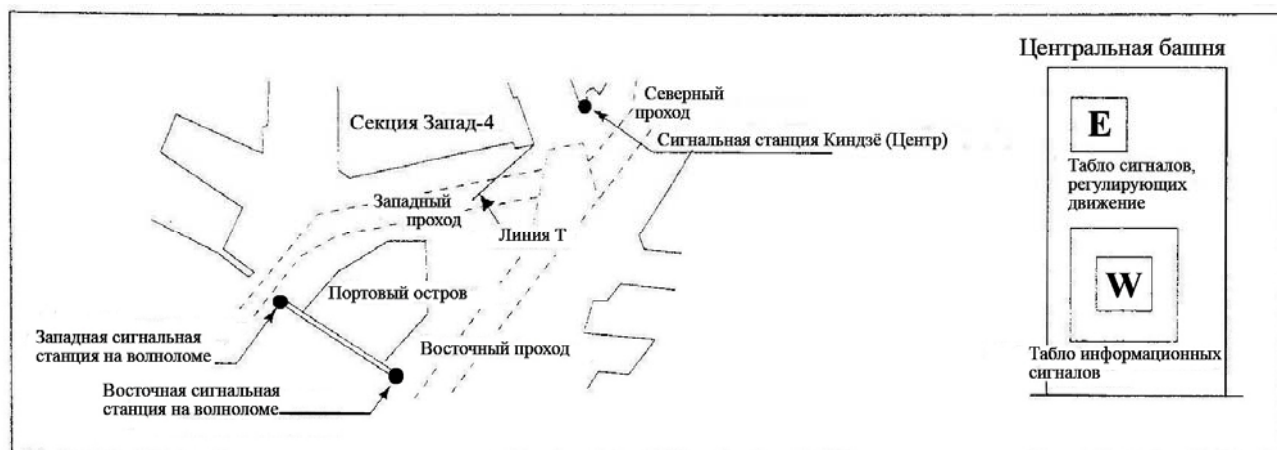 Центральная башня
Секция Запад-4
Северный
проход
Сигнальная станция Киндзё (Центр)
Западный
проход
Линия Т
Портовый остров
Западная сигнальная
станция на волноломе
Восточный проход
Восточная сигнальная
станция на волноломе
E
Табло сигналов,
регулирующих
движение
W
Табло информационных
сигналов